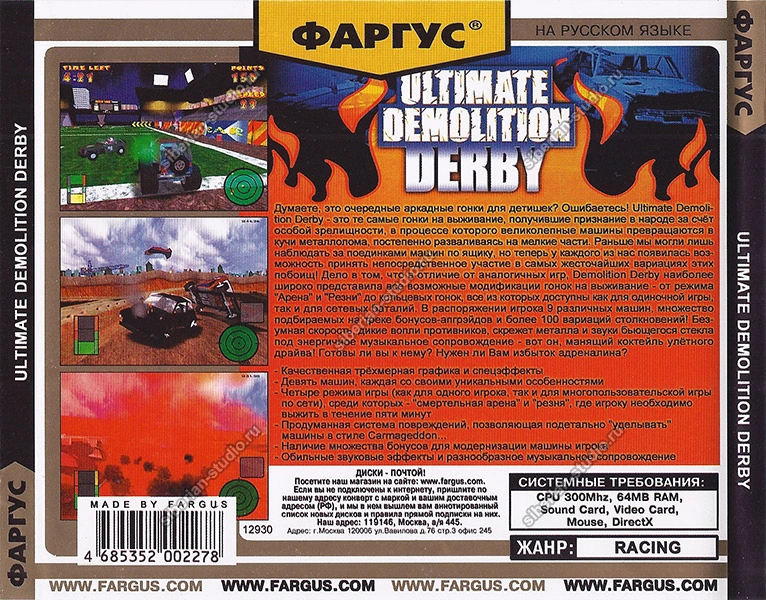 ФАРГУС®
НА РУССКОМ ЯЗЫКЕ
ULTIMATE
DEMOLITION
DERBY
TIME LEFT
4:21
POINTS
150
Думаете, это очередные аркадные гонки для детишек? Ошибаетесь! Ultimate Demoli-
tion Derby - это те самые гонки на выживание, получившие признание в народе за счёт
особой зрелищности, в процессе которого великолепные машины превращаются в
кучи металлолома, постепенно разваливаясь на мелкие части. Раньше мы могли лишь
наблюдать за поединками машин по ящику, но теперь у каждого из нас появилась воз-
можность принять непосредственное участие в самых жесточайших вариациях этих
побоищ! Дело в том, что в отличие от аналогичных игр, Demolition Derby наиболее
широко представила все возможные модификации гонок на выживание - от режима
"Арена" и "Резни" до кольцевых гонок, все из которых доступны как для одиночной игры,
так и для сетевых баталий. В распоряжении игрока 9 различных машин, множество
подбираемых на треке бонусов-апгрэйдов и более 100 вариаций столкновений! Без-
умная скорость, дикие вопли противников, скрежет металла и звуки бьющегося стекла
под энергичное музыкальное сопровождение - вот он, манящий коктейль улётного
драйва! Готовы ли вы к нему? Нужен ли Вам избыток адреналина?
- Качественная трёхмерная графика и спецэффекты
- Девять машин, каждая со своими уникальными особенностями
- Четыре режима игры (как для одного игрока, так и для многопользовательской игры
по сети), среди которых - "смертельная арена" и "резня", где игроку необходимо
выжить в течение пяти минут
- Продуманная система повреждений, позволяющая подетально "уделывать"
машины в стиле Carmageddon...
- Наличие множества бонусов для модернизации машины игрока
- Обильные звуковые эффекты и разнообразное музыкальное сопровождение
ДИСКИ - ПОЧТОЙ!
Посетите наш магазин на сайте: www.fargus.com.
Если вы не подключены к интернету, пришлите по
нашему адресу конверт с маркой и вашим доставочным
адресом (РФ), и мы в нем вышлем вам аннотированный
список новых дисков и правила прямой подписки на них.
Наш адрес: 119146, Москва, а/я 445.
Адрес: г.Москва 120006 ул.Вавилова д.76 стр.3 офис 245
12930
MADE BY FARGUS
4 685352 002278
СИСТЕМНЫЕ ТРЕБОВАНИЯ:
CPU 300Mhz, 64MB RAM,
Sound Card, Video Card,
Mouse, DirectX
ЖАНР: RACING
WWW.FARGUS.COM WWW.FARGUS.COM WWW.FARGUS.COM WWW.FARGUS.COM
ФАРГУС
ULTIMATE DEMOLITION DERBY
ФАРГУС
ULTIMATE DEMOLITION DERBY